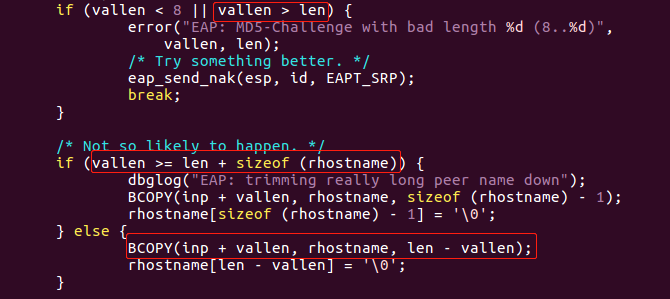 if (vallen < 8 || vallen > len) {
error("EAP: MD5-Challenge with bad length %d (8..%d)",
vallen, len);
/* Try something better. */
eap_send_nak(esp, id, EAPT_SRP);
break;
}
/* Not so likely to happen. */
if (vallen >= len + sizeof (rhostname)) {
dbglog("EAP: trimming really long peer name down");
BCOPY(inp + vallen, rhostname, sizeof (rhostname) - 1);
rhostname[sizeof (rhostname) - 1] = '\0';
} else {
BCOPY(inp + vallen, rhostname, len - vallen);
rhostname[len - vallen] = '\0';
}